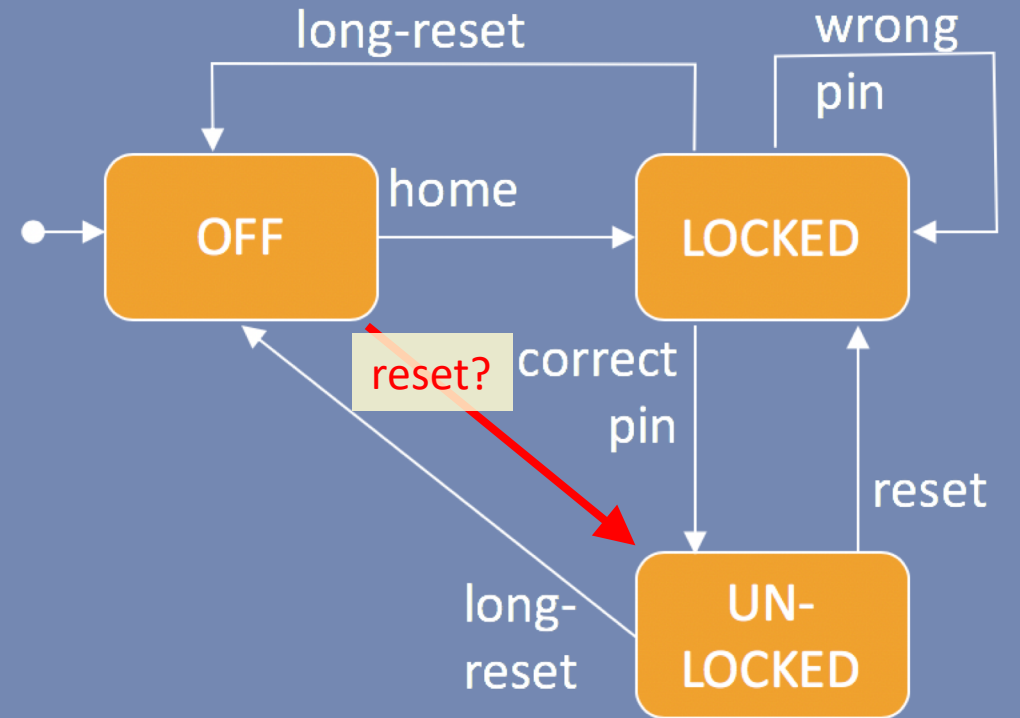 long-reset
wrong
pin
OFF
home
LOCKED
reset?
correct
pin
reset
long-
reset
UN-
LOCKED